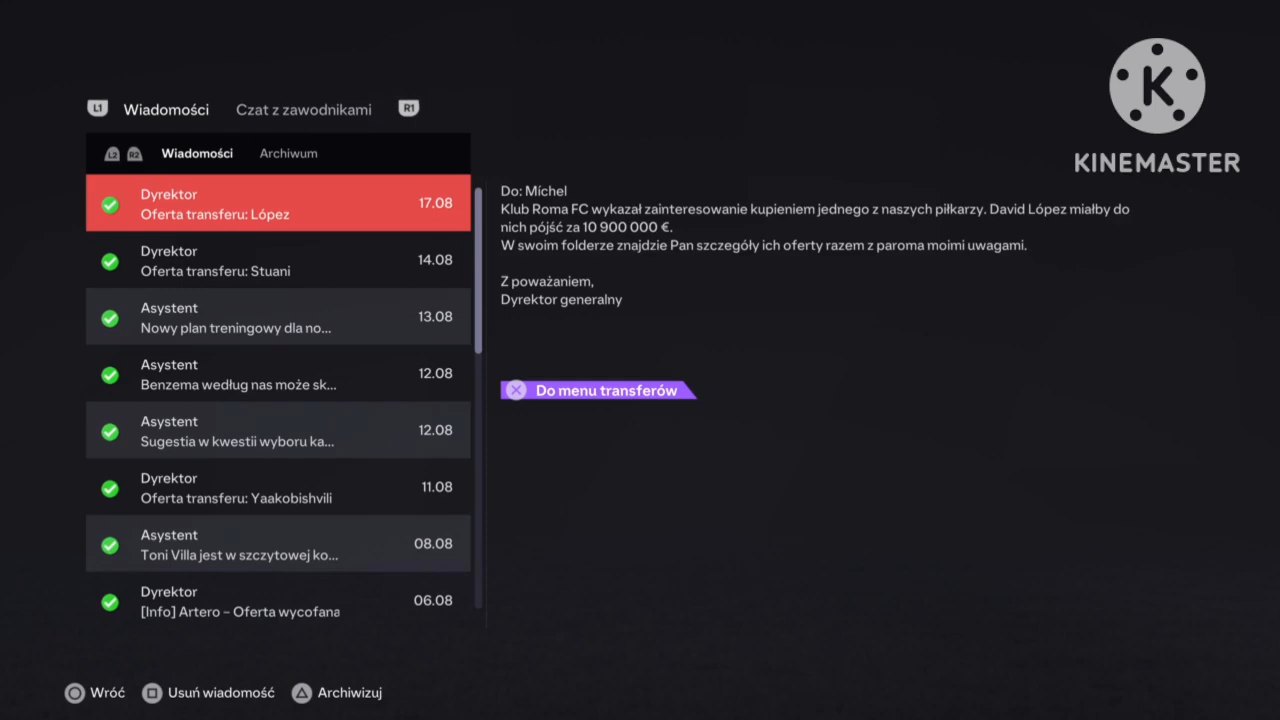 K
KINEMASTER
L1 Wiadomości Czat z zawodnikami R1
L2 R2 Wiadomości Archiwum
Dyrektor
Oferta transferu: López
17.08
Dyrektor
Oferta transferu: Stuani
14.08
Asystent
Nowy plan treningowy dla no...
13.08
Asystent
Benzema według nas może sk...
12.08
Asystent
Sugestia w kwestii wyboru ka...
12.08
Dyrektor
Oferta transferu: Yaakobishvili
11.08
Asystent
Toni Villa jest w szczytowej ko...
08.08
Dyrektor
[Info] Artero – Oferta wycofana
06.08
Do: Míchel
Klub Roma FC wykazał zainteresowanie kupieniem jednego z naszych piłkarzy. David López miałby do
nich pójść za 10 900 000 €.
W swoim folderze znajdzie Pan szczegóły ich oferty razem z paroma moimi uwagami.
Z poważaniem,
Dyrektor generalny
Do menu transferów
Wróć Usuń wiadomość Archiwizuj